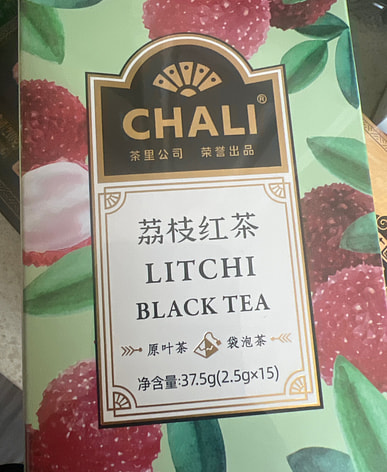 CHALI®
茶里公司 荣誉出品
荔枝红茶
LITCHI
BLACK TEA
原叶茶 袋泡茶
净含量:37.5g(2.5g×15)